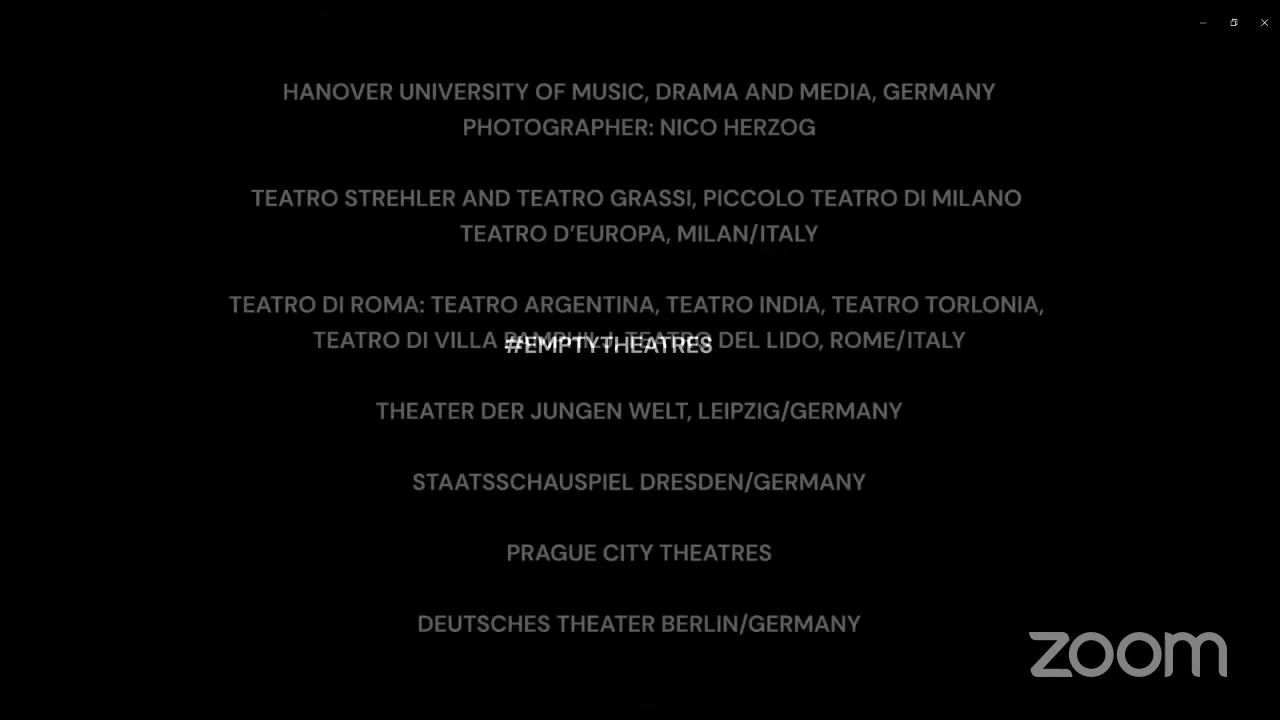 HANOVER UNIVERSITY OF MUSIC, DRAMA AND MEDIA, GERMANY
PHOTOGRAPHER: NICO HERZOG
TEATRO STREHLER AND TEATRO GRASSI, PICCOLO TEATRO DI MILANO
TEATRO D'EUROPA, MILAN/ITALY
TEATRO DI ROMA: TEATRO ARGENTINA, TEATRO INDIA, TEATRO TORLONIA,
TEATRO DI VILLA PAMPHILJ, TEATRO DEL LIDO, ROME/ITALY
#EMPTYTHEATRES
THEATER DER JUNGEN WELT, LEIPZIG/GERMANY
STAATSSCHAUSPIEL DRESDEN/GERMANY
PRAGUE CITY THEATRES
DEUTSCHES THEATER BERLIN/GERMANY
zoom